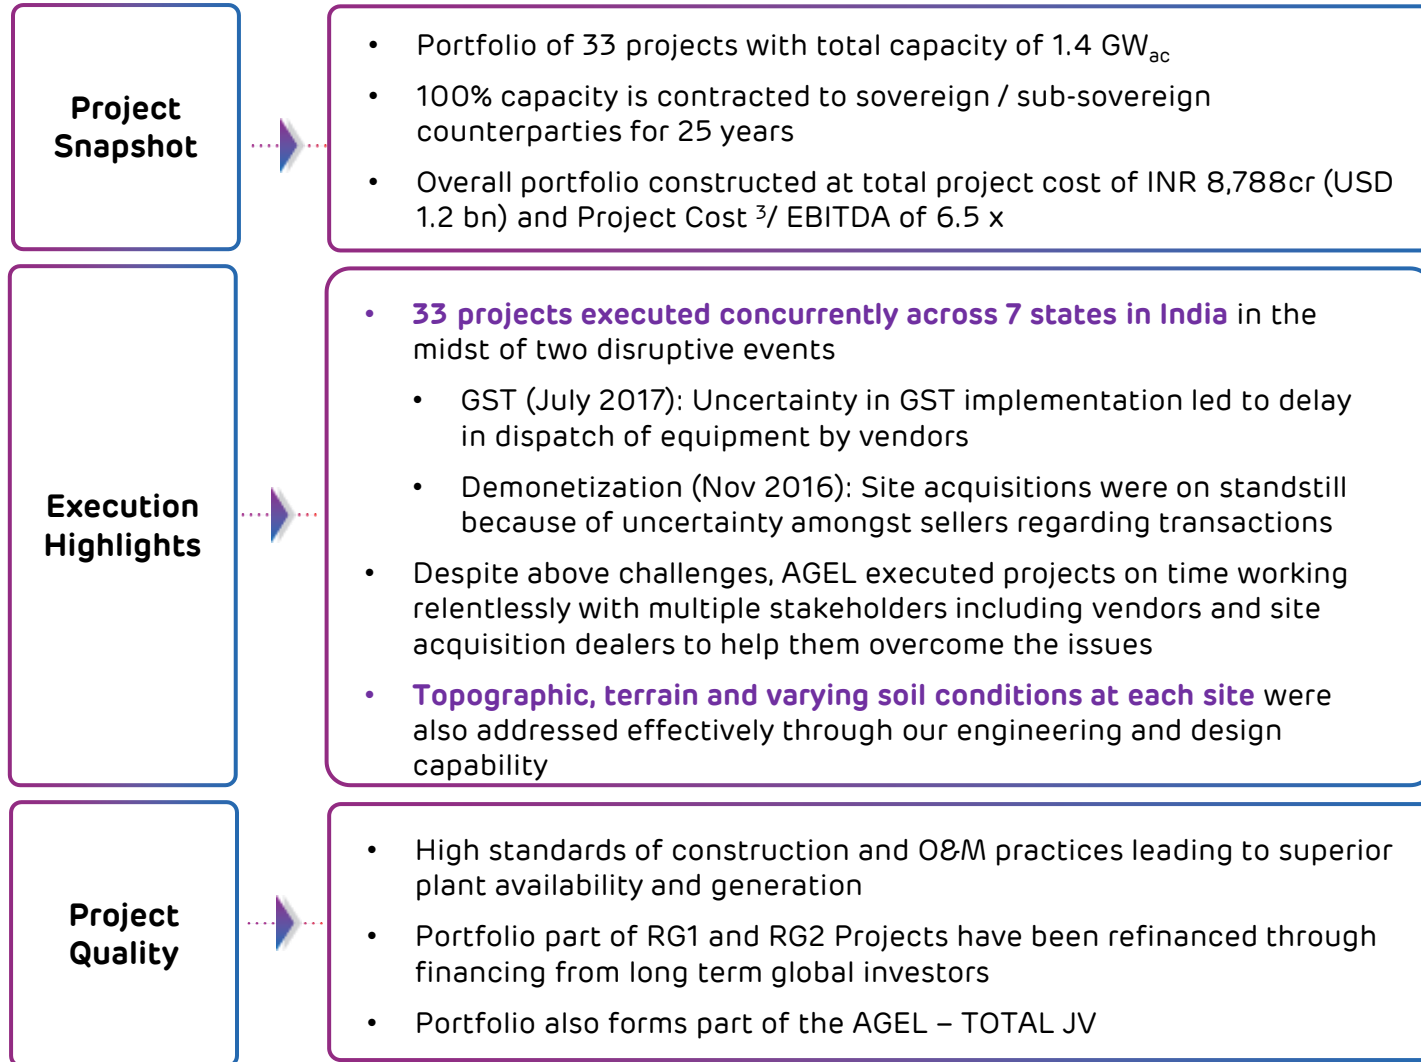 Project
Snapshot
• Portfolio of 33 projects with total capacity of 1.4 GWac
• 100% capacity is contracted to sovereign / sub-sovereign
counterparties for 25 years
• Overall portfolio constructed at total project cost of INR 8,788cr (USD
1.2 bn) and Project Cost ³/ EBITDA of 6.5 x
Execution
Highlights
• 33 projects executed concurrently across 7 states in India in the
midst of two disruptive events
• GST (July 2017): Uncertainty in GST implementation led to delay
in dispatch of equipment by vendors
• Demonetization (Nov 2016): Site acquisitions were on standstill
because of uncertainty amongst sellers regarding transactions
• Despite above challenges, AGEL executed projects on time working
relentlessly with multiple stakeholders including vendors and site
acquisition dealers to help them overcome the issues
• Topographic, terrain and varying soil conditions at each site were
also addressed effectively through our engineering and design
capability
Project
Quality
• High standards of construction and O&M practices leading to superior
plant availability and generation
• Portfolio part of RG1 and RG2 Projects have been refinanced through
financing from long term global investors
• Portfolio also forms part of the AGEL – TOTAL JV